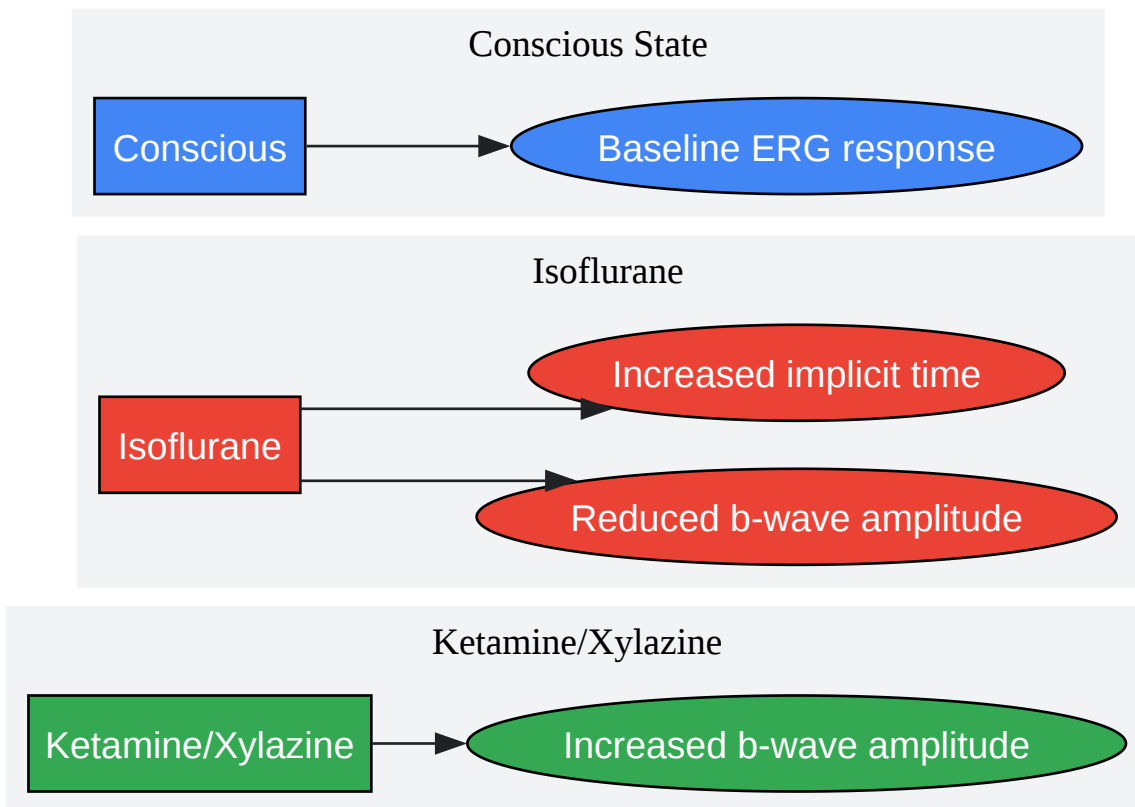 Conscious State
Conscious
Baseline ERG response
Isoflurane
Increased implicit time
Isoflurane
Reduced b-wave amplitude
Ketamine/Xylazine
Ketamine/Xylazine
Increased b-wave amplitude